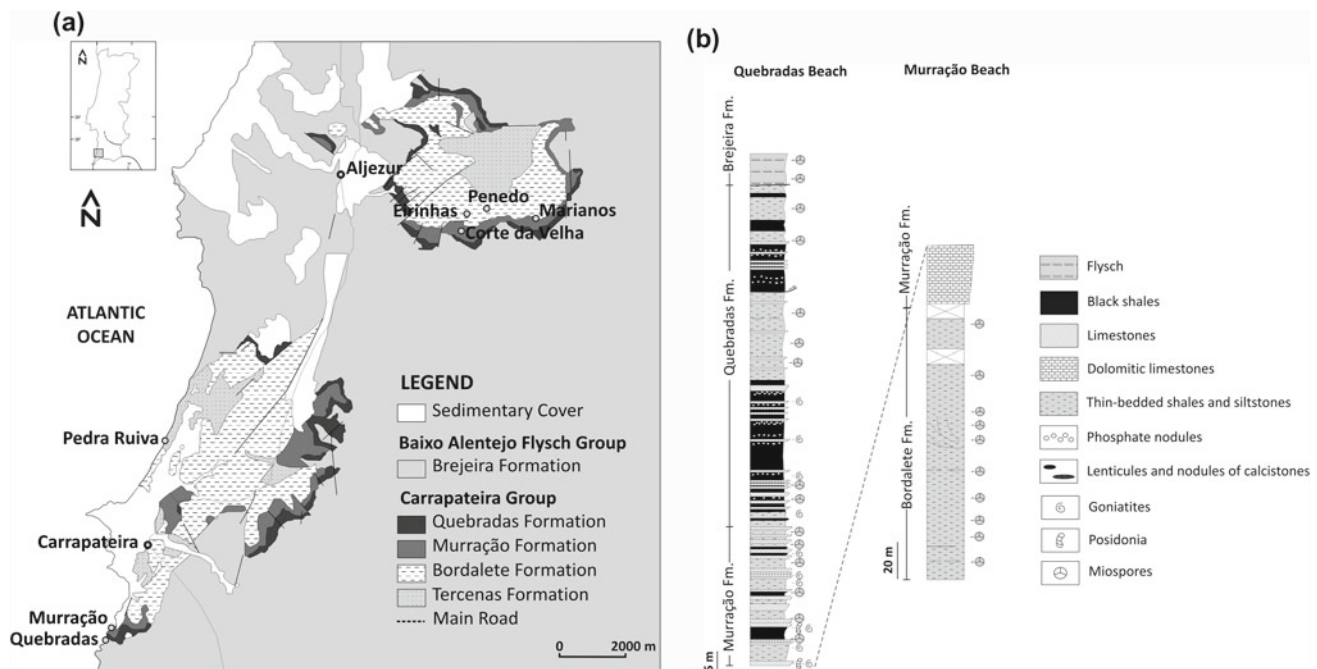 (a)
N
Aljezur
Penedo
Eirinhas
Marianos
Corte da Velha
N
ATLANTIC
OCEAN
Pedra Ruiva
Carrapateira
Murração
Quebradas
LEGEND
Sedimentary Cover
Baixo Alentejo Flysch Group
Brejeira Formation
Carrapateira Group
Quebradas Formation
Murração Formation
Bordalete Formation
Tercenas Formation
Main Road
0 2000 m
(b)
Quebradas Beach
Murração Beach
Brejeira Fm.
Quebradas Fm.
Murração Fm.
Murração Fm.
Bordalete Fm.
20 m
Flysch
Black shales
Limestones
Dolomitic limestones
Thin-bedded shales and siltstones
Phosphate nodules
Lenticules and nodules of calcistones
Goniatites
Posidonia
Miospores